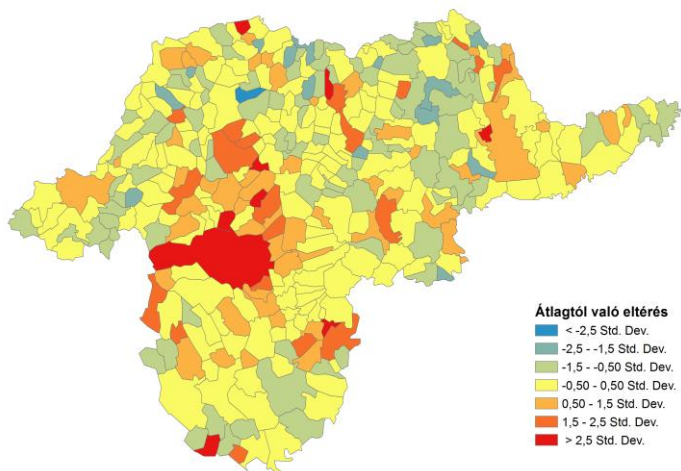 Átlagtól való eltérés
< -2,5 Std. Dev.
-2,5 - -1,5 Std. Dev.
-1,5 - -0,50 Std. Dev.
-0,50 - 0,50 Std. Dev.
0,50 - 1,5 Std. Dev.
1,5 - 2,5 Std. Dev.
> 2,5 Std. Dev.